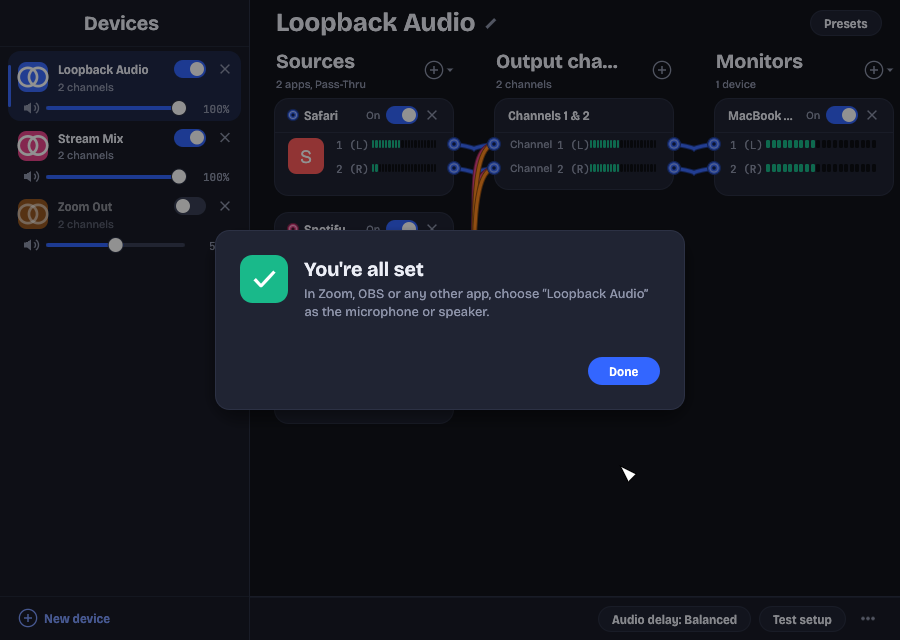 Devices
Loopback Audio
2 channels
100%
Stream Mix
2 channels
100%
Zoom Out
2 channels
New device
Loopback Audio
Presets
Sources
2 apps, Pass-Thru
Output cha...
2 channels
Monitors
1 device
Safari
On
S
1 (L)
2 (R)
Channels 1 & 2
Channel 1 (L)
Channel 2 (R)
MacBook ...
On
1 (L)
2 (R)
Spotify
On
You're all set
In Zoom, OBS or any other app, choose “Loopback Audio”
as the microphone or speaker.
Done
Audio delay: Balanced
Test setup